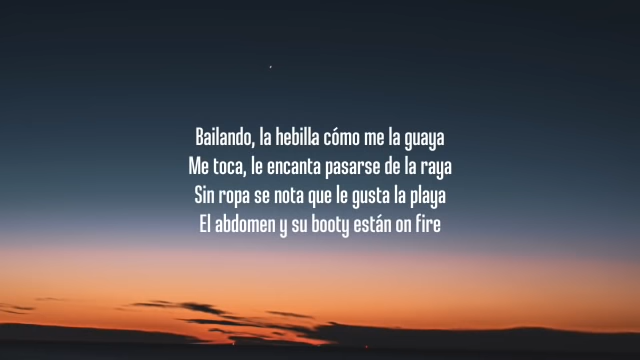 Bailando, la hebilla cómo me la guaya
Me toca, le encanta pasarse de la raya
Sin ropa se nota que le gusta la playa
El abdomen y su booty están on fire